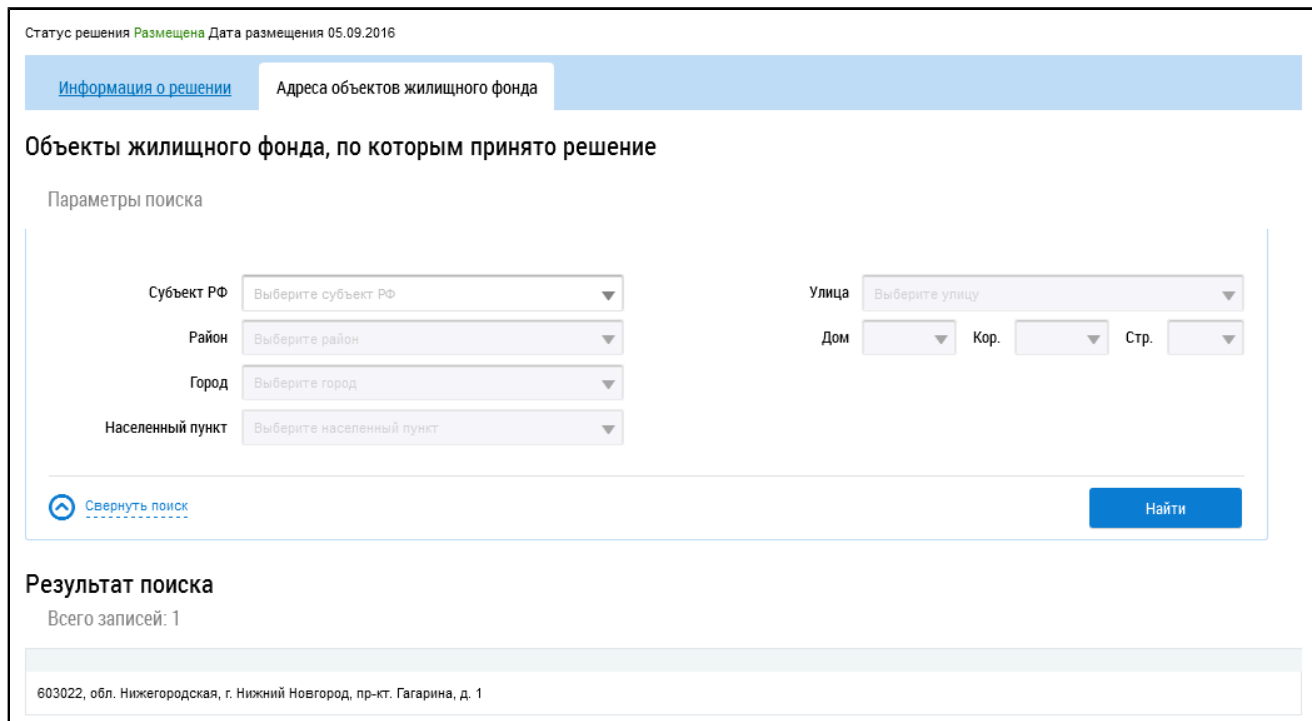 Статус решения Размещена Дата размещения 05.09.2016
Информация о решении Адреса объектов жилищного фонда
Объекты жилищного фонда, по которым принято решение
Параметры поиска
Субъект РФ Выберите субъект РФ Улица Выберите улицу
Район Выберите район Дом Кор. Стр.
Город Выберите город
Населенный пункт Выберите населенный пункт
Свернуть поиск Найти
Результат поиска
Всего записей: 1
603022, обл. Нижегородская, г. Нижний Новгород, пр-кт. Гагарина, д. 1